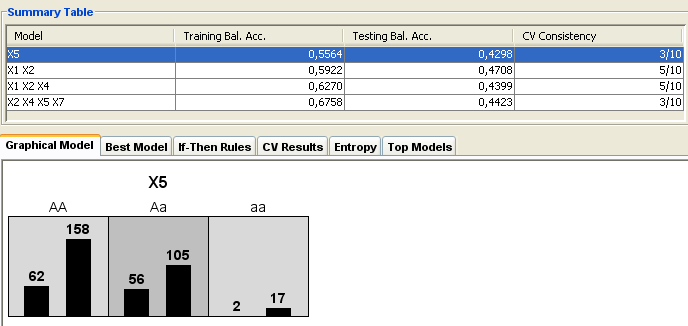 Summary Table
Model Training Bal. Acc. Testing Bal. Acc. CV Consistency
X5 0,5564 0,4298 3/10
X1 X2 0,5922 0,4708 5/10
X1 X2 X4 0,6270 0,4399 5/10
X2 X4 X5 X7 0,6758 0,4423 3/10
Graphical Model Best Model If-Then Rules CV Results Entropy Top Models
X5
AA Aa aa
62 158 56 105 2 17